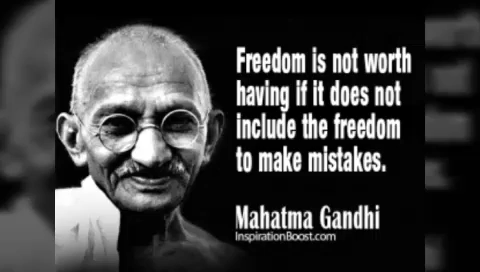 Freedom is not worth
having if it does not
include the freedom
to make mistakes.
Mahatma Gandhi
InspirationBoost.com